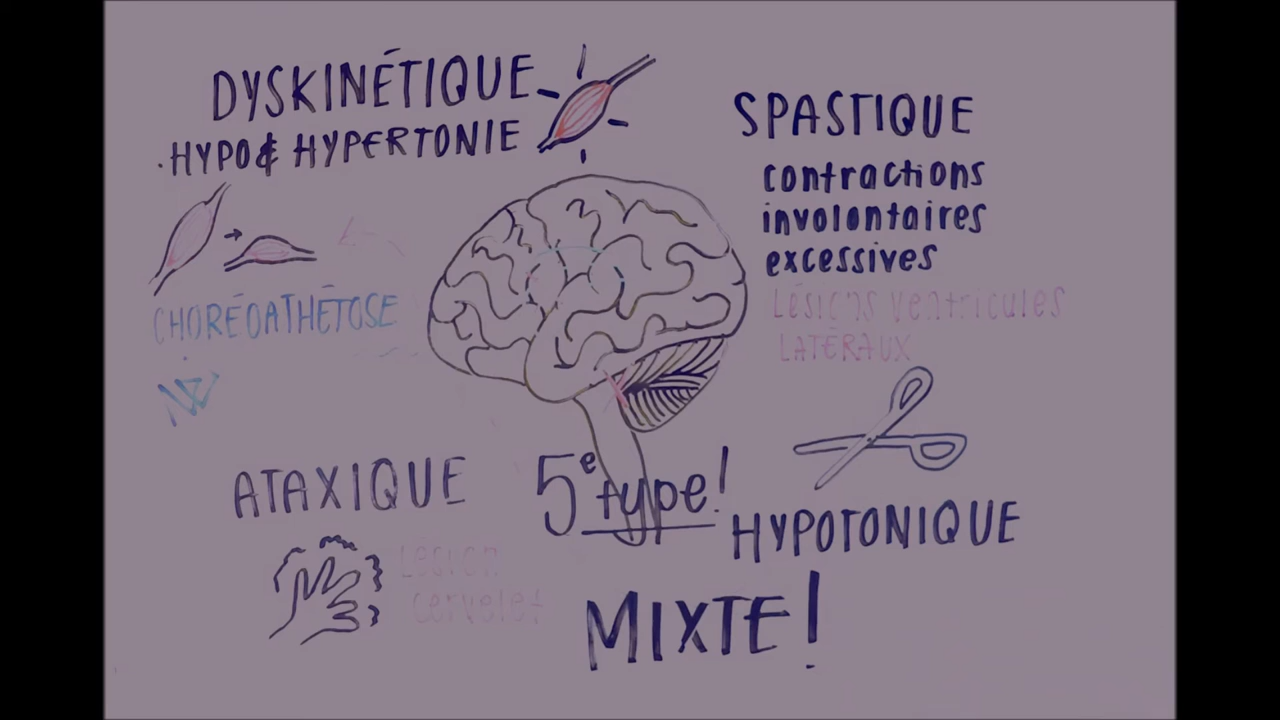 DYSKINÉTIQUE
. HYPO & HYPERTONIE
CHORÉOATHÉTOSE
SPASTIQUE
contractions
involontaires
excessives
Lésions ventricules
LATÉRAUX
ATAXIQUE
Lésion
cervelet
5e type!
HYPOTONIQUE
MIXTE!